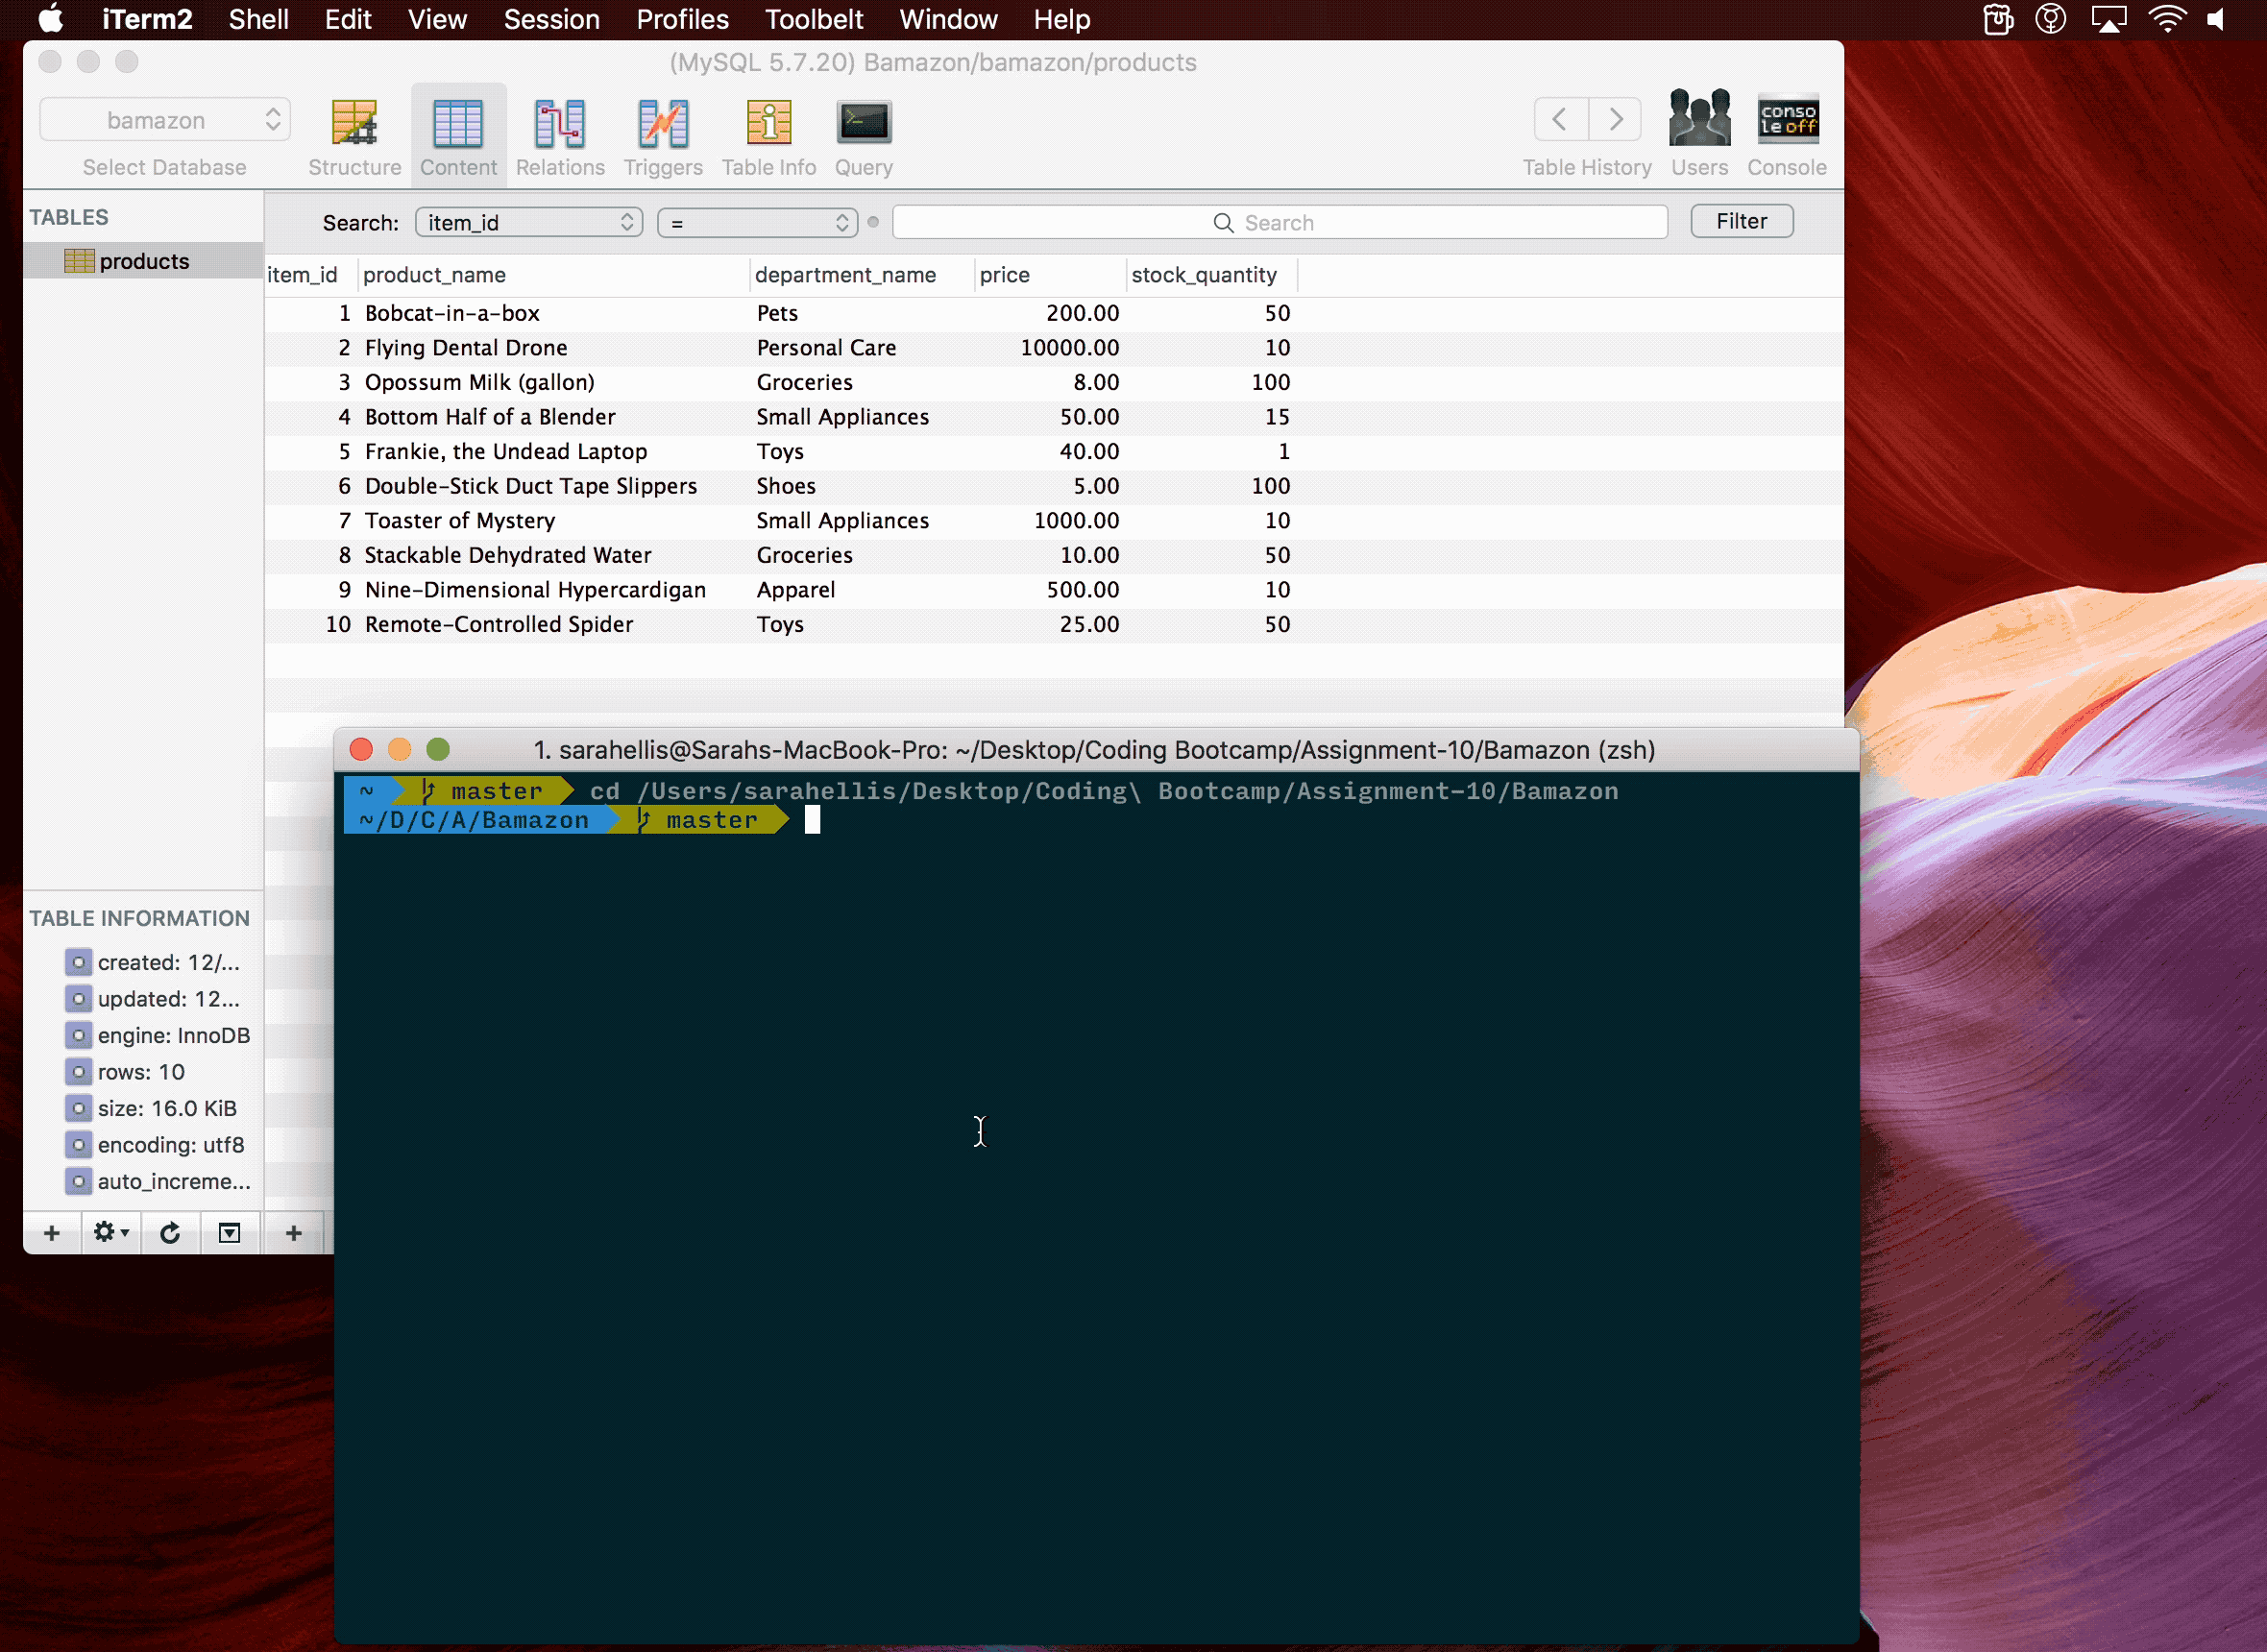 iTerm2 Shell Edit View Session Profiles Toolbelt Window Help
(MySQL 5.7.20) Bamazon/bamazon/products
bamazon
conso
le off
Select Database Structure Content Relations Triggers Table Info Query Table History Users Console
TABLES
Search: item_id = Search Filter
products
item_id product_name department_name price stock_quantity
1 Bobcat-in-a-box Pets 200.00 50
2 Flying Dental Drone Personal Care 10000.00 10
3 Opossum Milk (gallon) Groceries 8.00 100
4 Bottom Half of a Blender Small Appliances 50.00 15
5 Frankie, the Undead Laptop Toys 40.00 1
6 Double-Stick Duct Tape Slippers Shoes 5.00 100
7 Toaster of Mystery Small Appliances 1000.00 10
8 Stackable Dehydrated Water Groceries 10.00 50
9 Nine-Dimensional Hypercardigan Apparel 500.00 10
10 Remote-Controlled Spider Toys 25.00 50
1. sarahellis@Sarahs-MacBook-Pro: ~/Desktop/Coding Bootcamp/Assignment-10/Bamazon (zsh)
~ master cd /Users/sarahellis/Desktop/Coding\ Bootcamp/Assignment-10/Bamazon
~/D/C/A/Bamazon master
TABLE INFORMATION
created: 12/...
updated: 12...
engine: InnoDB
rows: 10
size: 16.0 KiB
encoding: utf8
auto_increme...